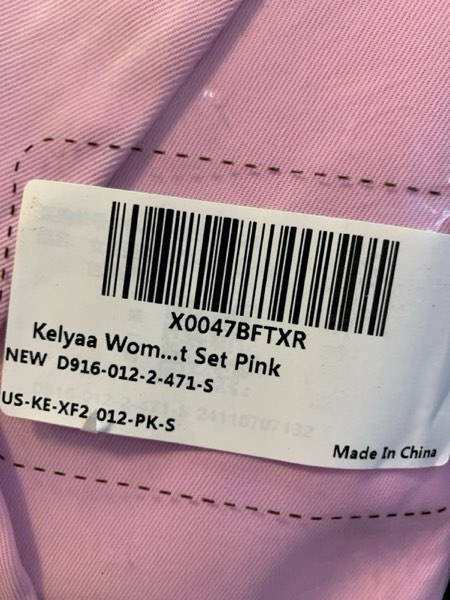 X0047BFTXR
Kelyaa Wom...t Set Pink
NEW D916-012-2-471-S
US-KE-XF2 012-PK-S
Made In China